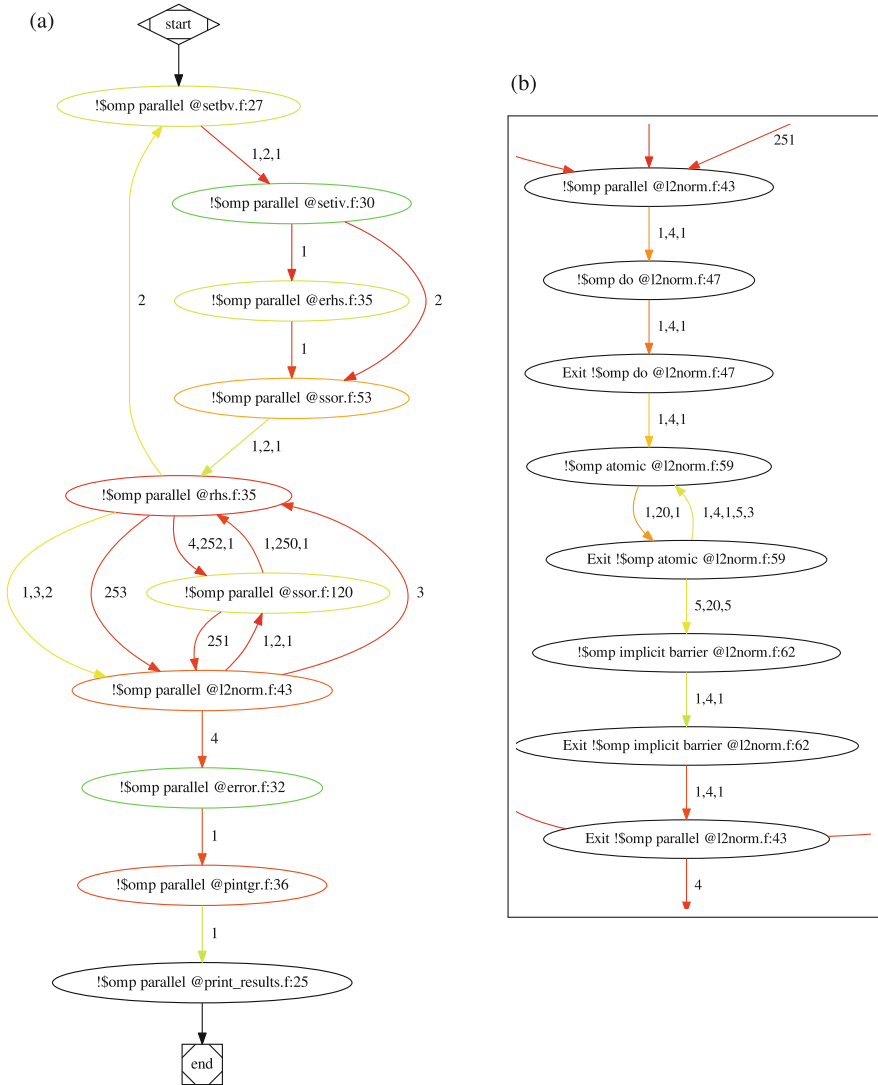 (a)
start
!$omp parallel @setbv.f:27
1,2,1
!$omp parallel @setiv.f:30
1
!$omp parallel @erhs.f:35
2
2
1
!$omp parallel @ssor.f:53
1,2,1
!$omp parallel @rhs.f:35
4,252,1
1,250,1
1,3,2
253
!$omp parallel @ssor.f:120
3
251
1,2,1
!$omp parallel @l2norm.f:43
4
!$omp parallel @error.f:32
1
!$omp parallel @pintgr.f:36
1
!$omp parallel @print_results.f:25
end
(b)
251
!$omp parallel @l2norm.f:43
1,4,1
!$omp do @l2norm.f:47
1,4,1
Exit !$omp do @l2norm.f:47
1,4,1
!$omp atomic @l2norm.f:59
1,20,1
1,4,1,5,3
Exit !$omp atomic @l2norm.f:59
5,20,5
!$omp implicit barrier @l2norm.f:62
1,4,1
Exit !$omp implicit barrier @l2norm.f:62
1,4,1
Exit !$omp parallel @l2norm.f:43
4